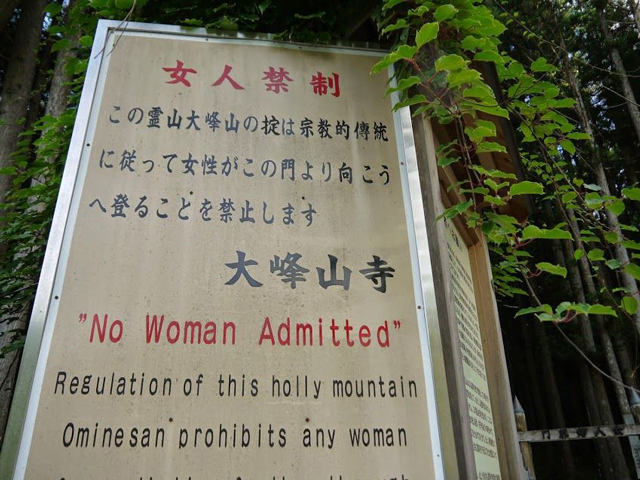 女人禁制
この霊山大峰山の掟は宗教的傳統
に従って女性がこの門より向こう
へ登ることを禁止します
大峰山寺
"No Woman Admitted"
Regulation of this holly mountain
Ominesan prohibits any woman